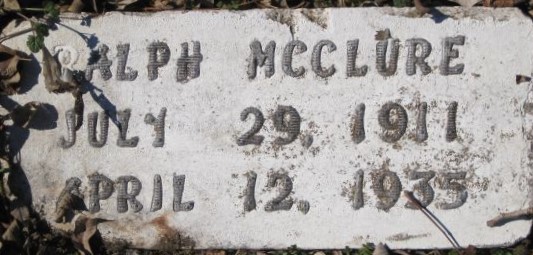 RALPH MCCLURE
JULY 29, 1911
APRIL 12, 1935